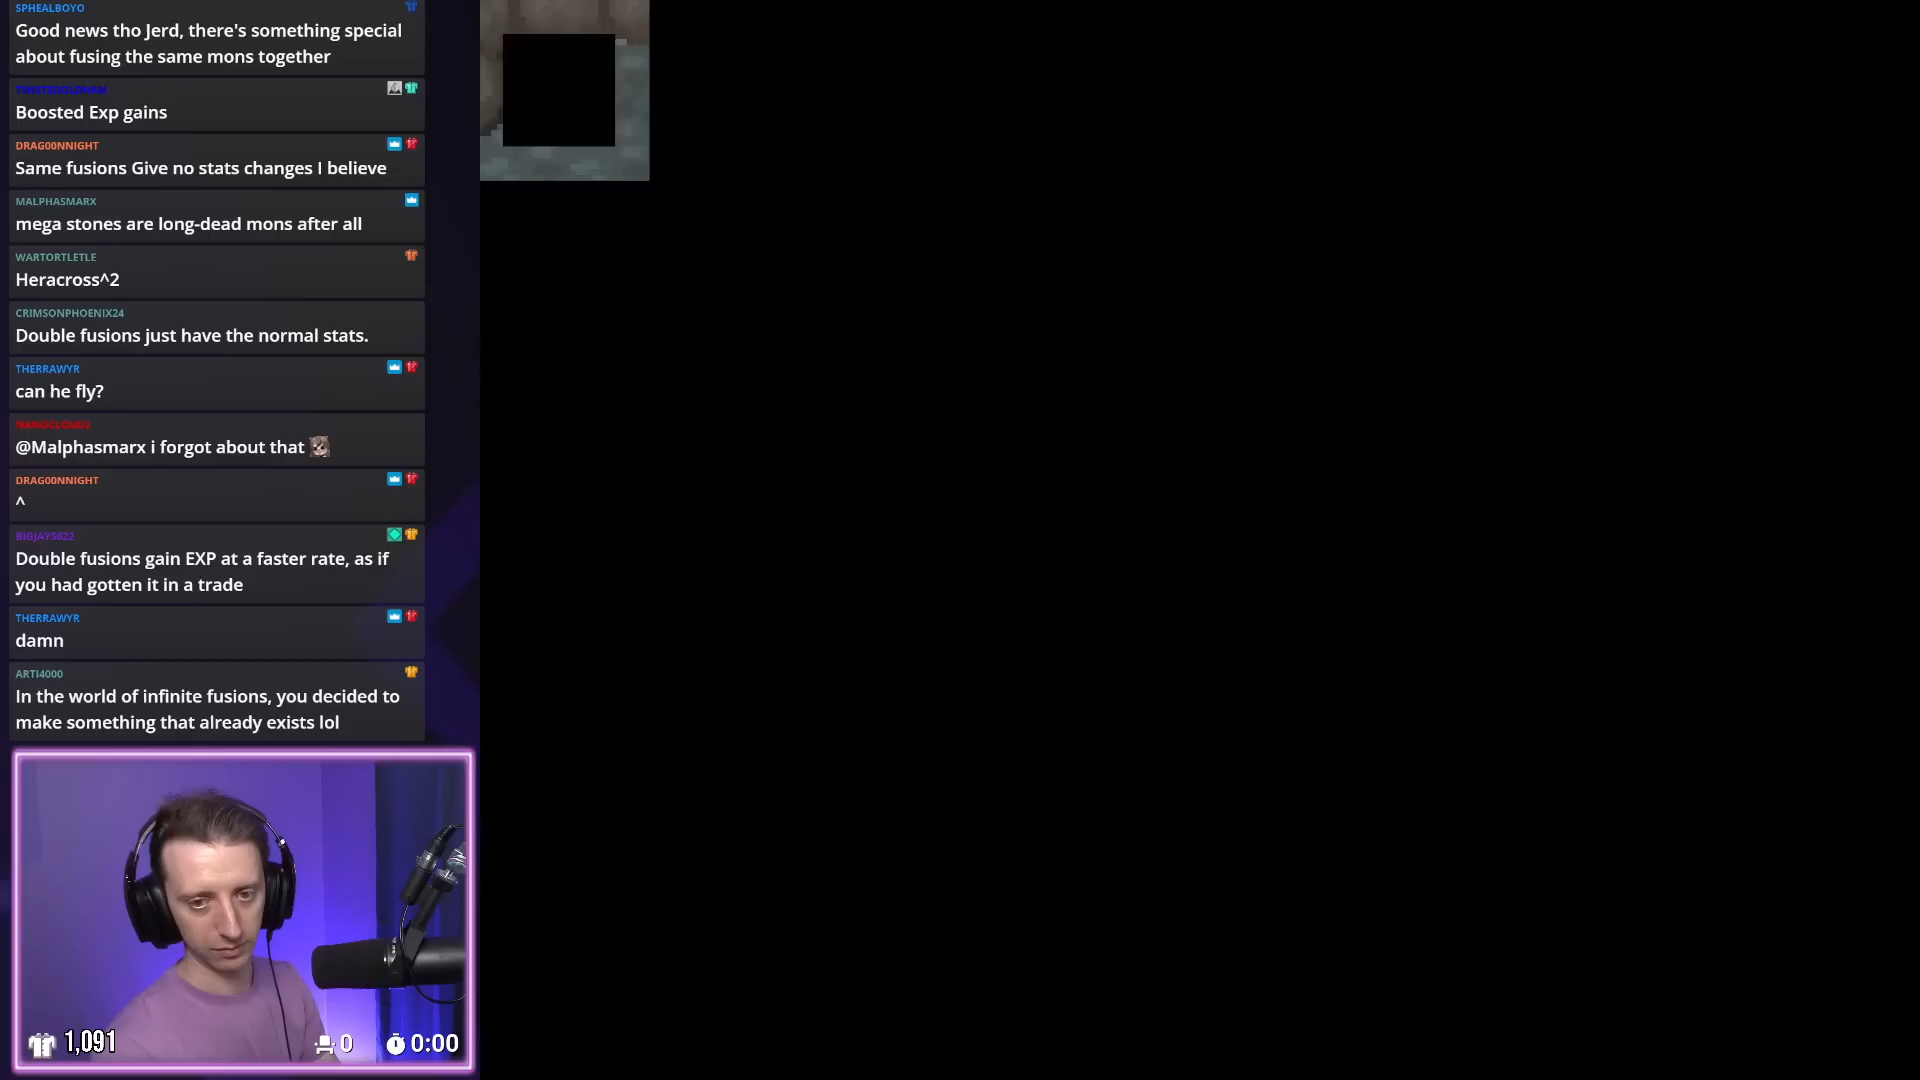 SPHEALBOYO
Good news tho Jerd, there's something special
about fusing the same mons together
Boosted Exp gains
DRAG00NNIGHT
Same fusions Give no stats changes I believe
MALPHASMARX
mega stones are long-dead mons after all
WARTORTLETLE
Heracross^2
CRIMSONPHOENIX24
Double fusions just have the normal stats.
THERRAWYR
can he fly?
NANOCLOUD2
@Malphasmarx i forgot about that
DRAG00NNIGHT
^
BIGJAYS622
Double fusions gain EXP at a faster rate, as if
you had gotten it in a trade
THERRAWYR
damn
ARTI4000
In the world of infinite fusions, you decided to
make something that already exists lol
1,091
0
0:00